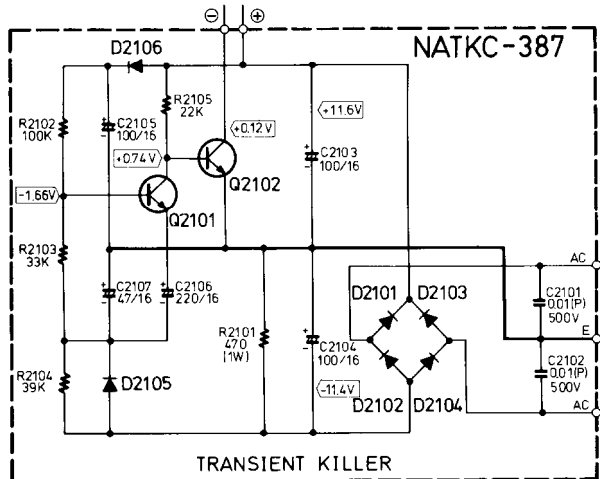 ⊖ ⊕
NATKC-387
D2106
R2105
22K
R2102
100K
C2105
100/16
+
-
+0.12V
+11.6V
+
C2103
100/16
-
+0.74V
Q2102
-1.66V
Q2101
R2103
33K
+
C2107
47/16
-
+
C2106
220/16
-
R2101
470
(1W)
+
C2104
100/16
-
-11.4V
D2101
D2103
AC
C2101
0.01(P)
500V
E
C2102
0.01(P)
500V
AC
R2104
39K
D2105
D2102
D2104
TRANSIENT KILLER